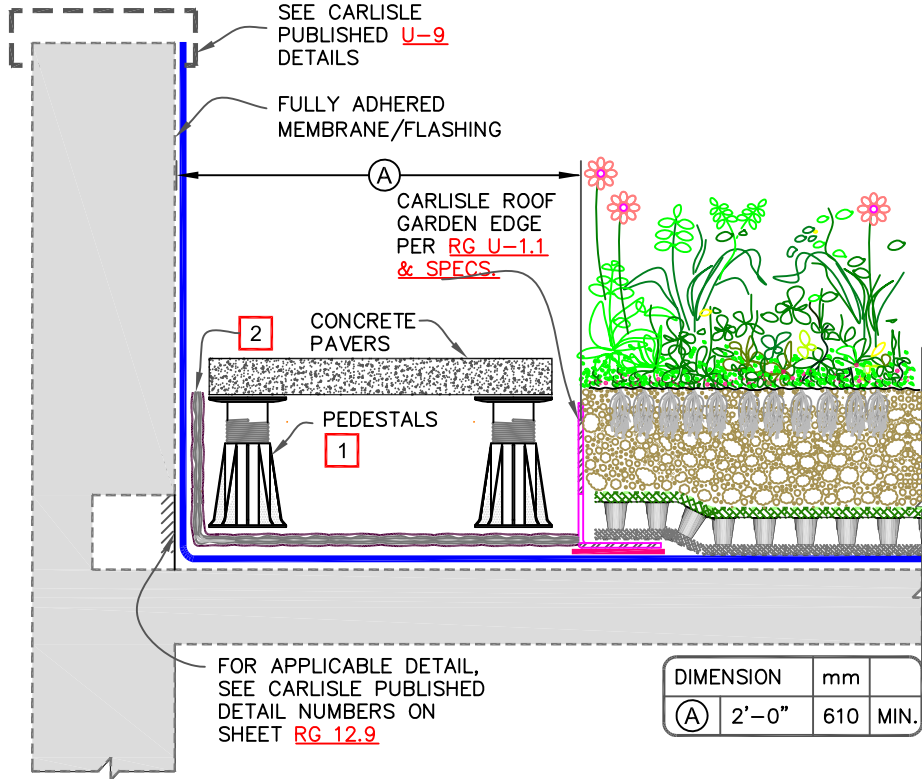 SEE CARLISLE
PUBLISHED U-9
DETAILS
FULLY ADHERED
MEMBRANE/FLASHING
A
CARLISLE ROOF
GARDEN EDGE
PER RG U-1.1
& SPECS.
2
CONCRETE
PAVERS
PEDESTALS
1
FOR APPLICABLE DETAIL,
SEE CARLISLE PUBLISHED
DETAIL NUMBERS ON
SHEET RG 12.9
DIMENSION mm
A 2'-0" 610 MIN.